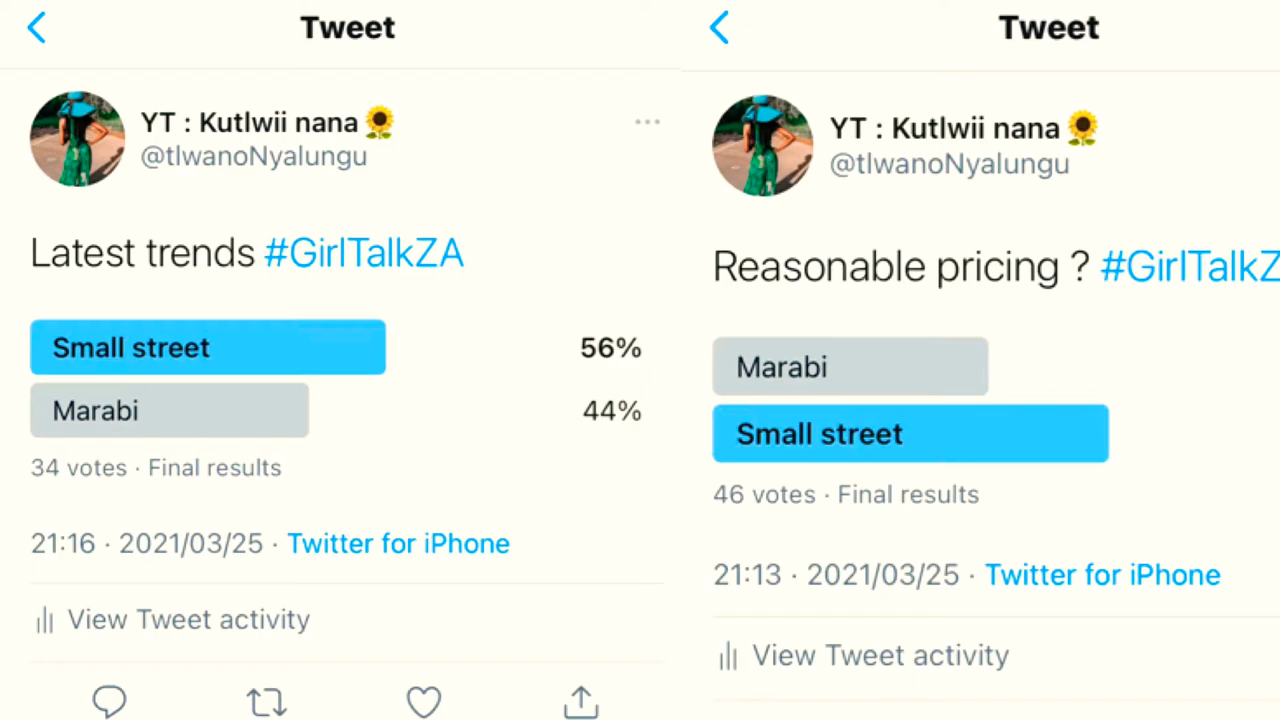 Tweet
YT : Kutlwii nana🌻
@tlwanoNyalungu
Latest trends #GirlTalkZA
Small street 56%
Marabi 44%
34 votes · Final results
21:16 · 2021/03/25 · Twitter for iPhone
View Tweet activity
Tweet
YT : Kutlwii nana🌻
@tlwanoNyalungu
Reasonable pricing ? #GirlTalkZ
Marabi
Small street
46 votes · Final results
21:13 · 2021/03/25 · Twitter for iPhone
View Tweet activity